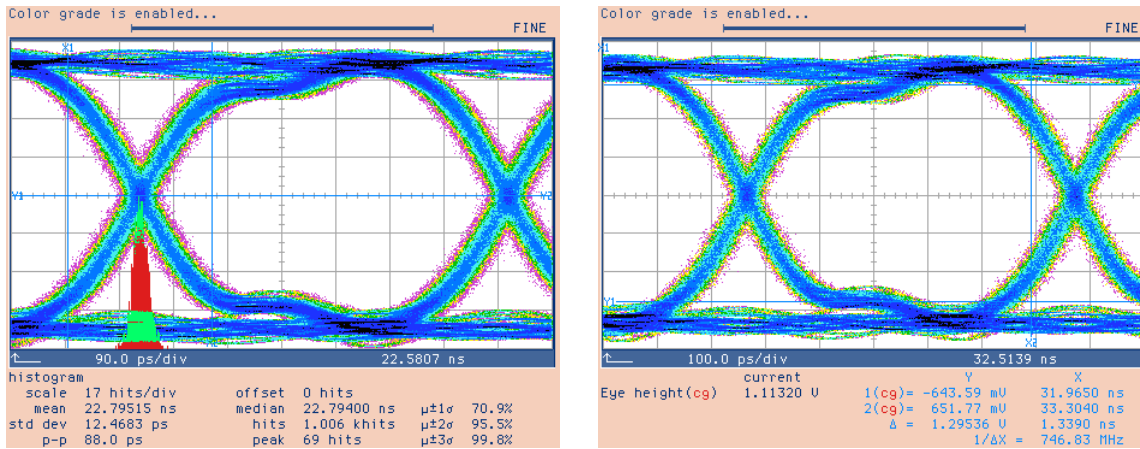 Color grade is enabled...
FINE
X1
Y1
Y2
90.0 ps/div 22.5807 ns
histogram
scale 17 hits/div offset 0 hits
mean 22.79515 ns median 22.79400 ns µ±1σ 70.9%
std dev 12.4683 ps hits 1.006 khits µ±2σ 95.5%
p-p 88.0 ps peak 69 hits µ±3σ 99.8%
Color grade is enabled...
FINE
X1
Y1
X2
100.0 ps/div 32.5139 ns
current Y X
Eye height(cg) 1.11320 V 1(cg)= -643.59 mV 31.9650 ns
2(cg)= 651.77 mV 33.3040 ns
Δ = 1.29536 V 1.3390 ns
1/ΔX = 746.83 MHz